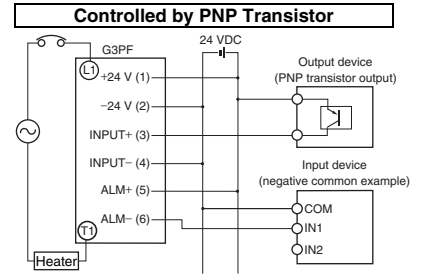 Controlled by PNP Transistor
24 VDC
G3PF
L1
+24 V (1)
−24 V (2)
INPUT+ (3)
INPUT− (4)
ALM+ (5)
ALM− (6)
T1
Heater
Output device
(PNP transistor output)
Input device
(negative common example)
COM
IN1
IN2